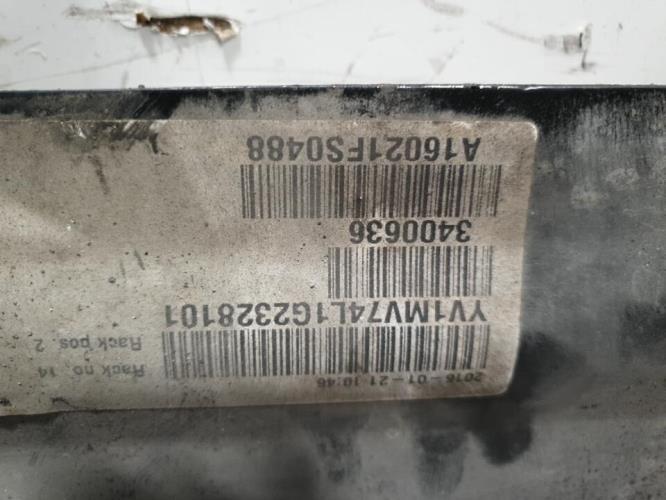 2016-01-21 10:46
Rack no. 14
YV1MV74L1G2328101
Rack pos. 2
3400636
A16021FS0488